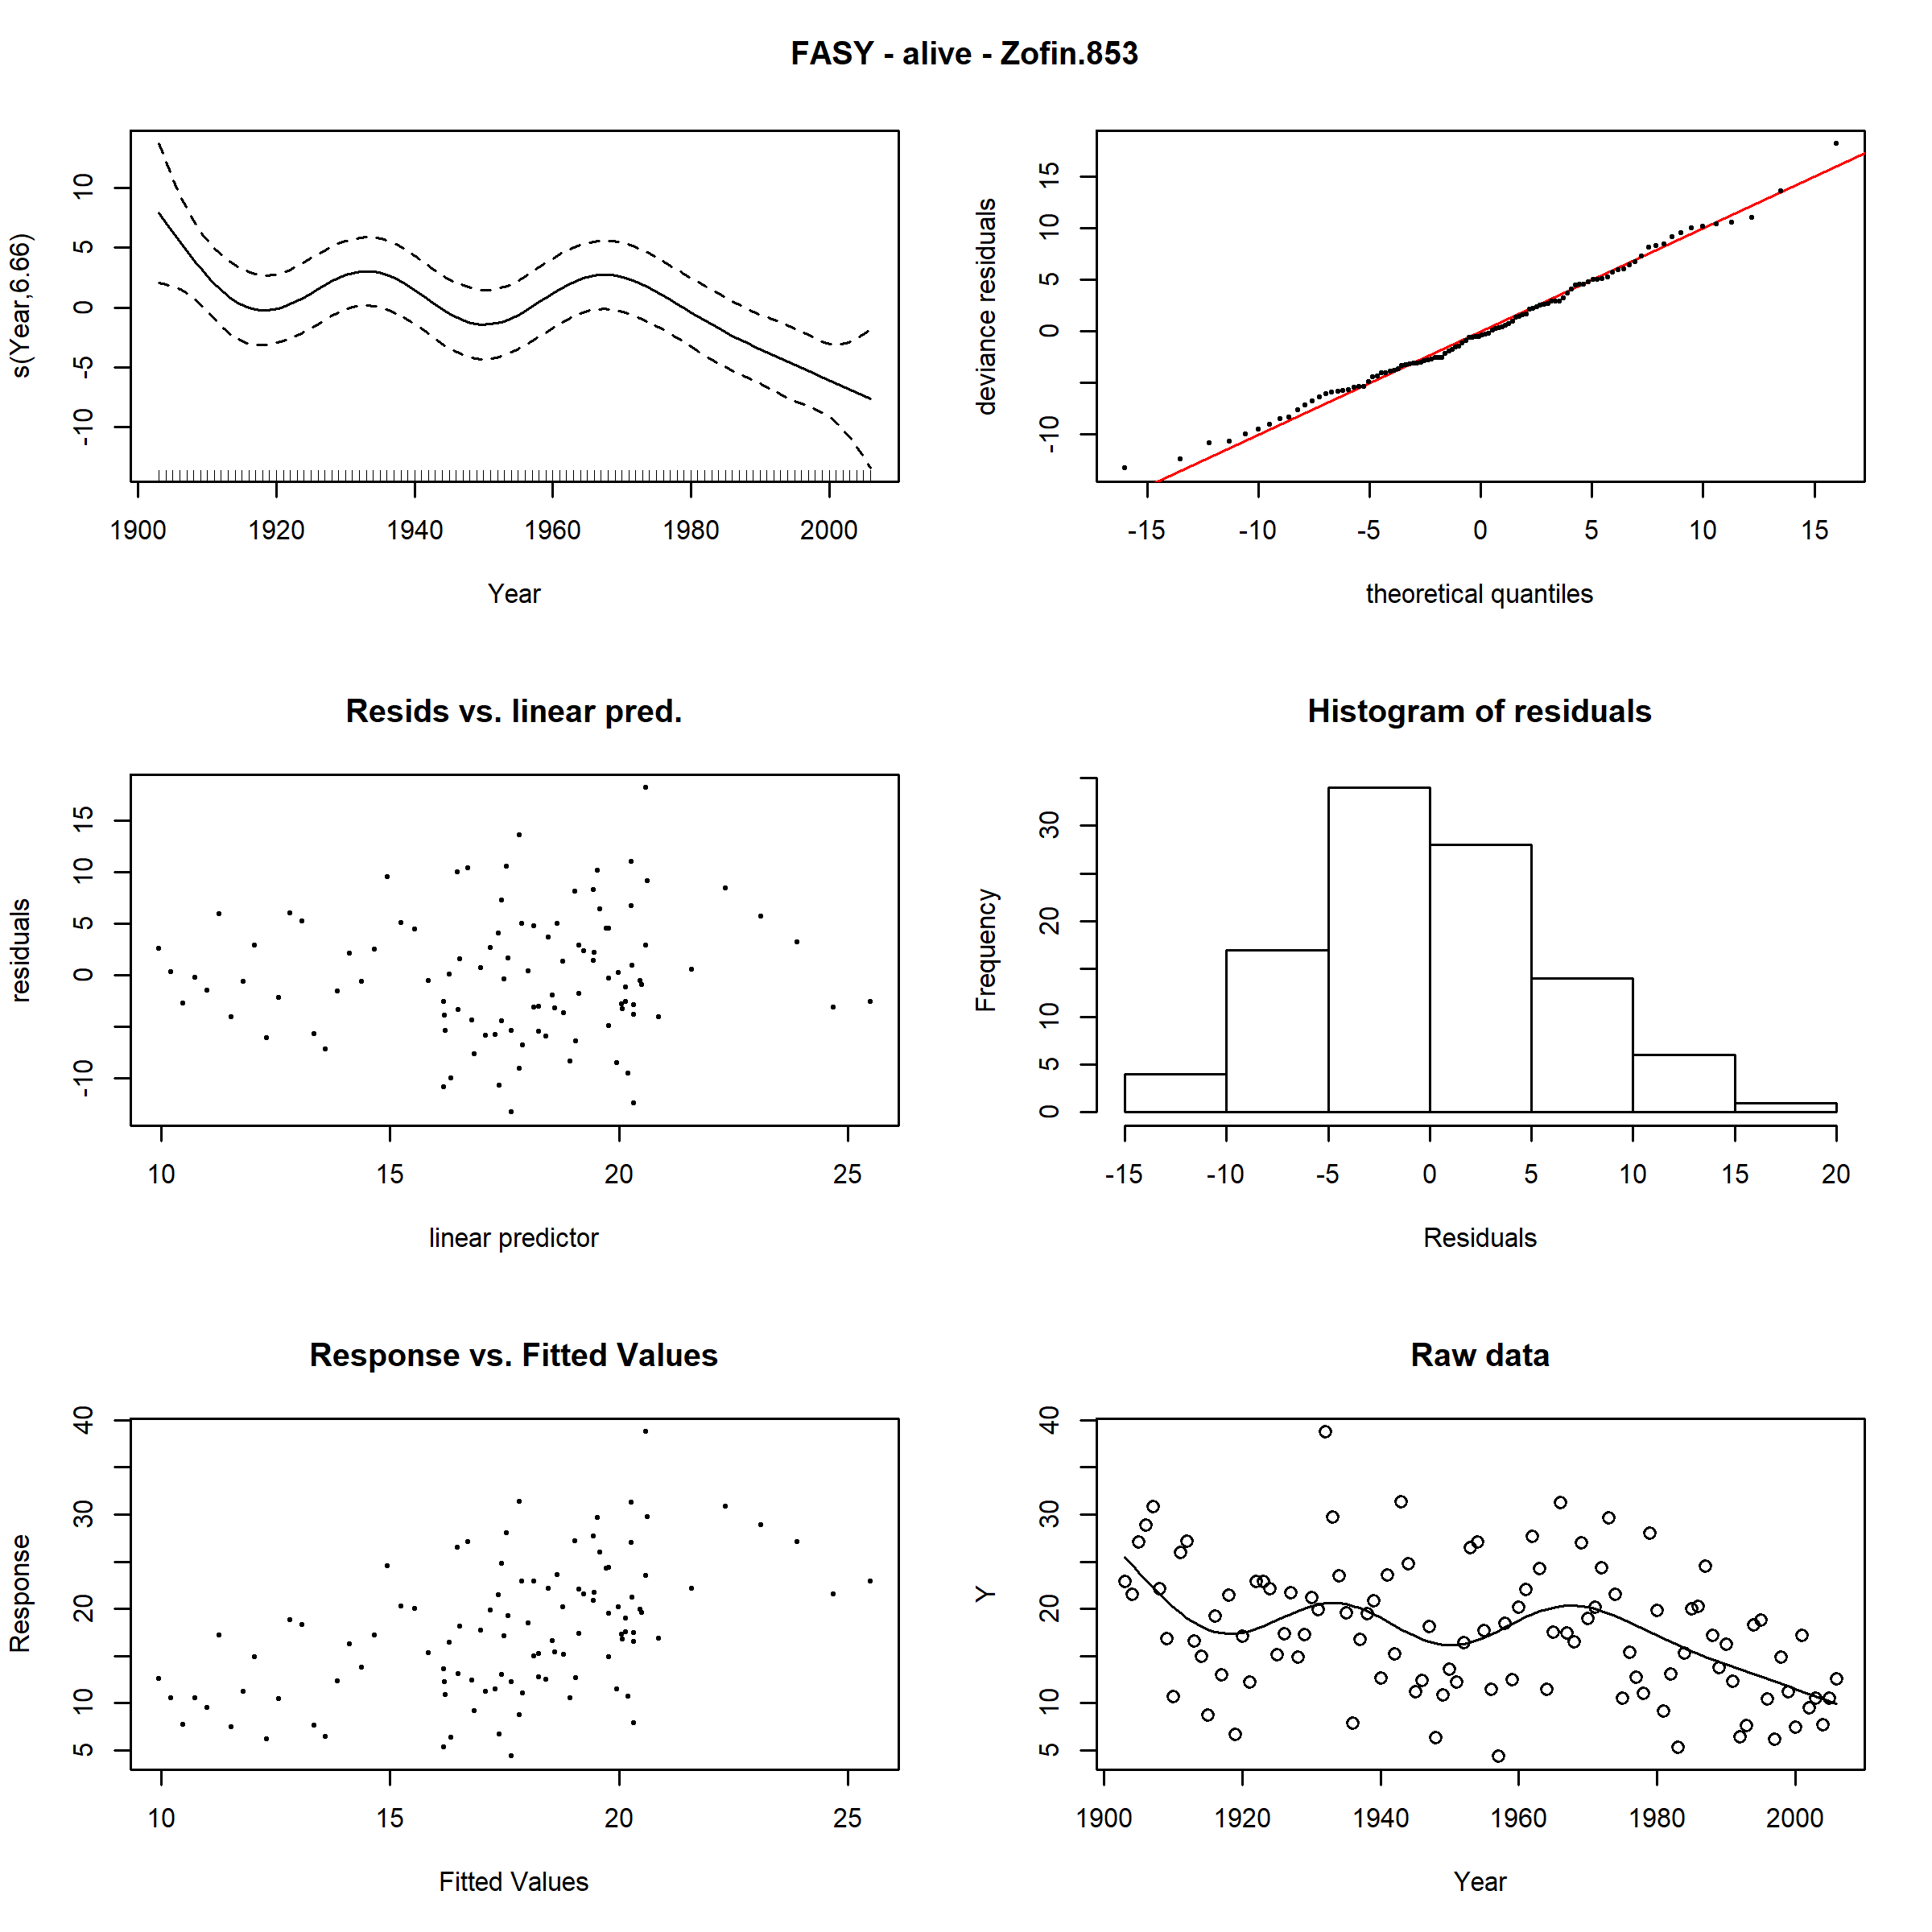 FASY - alive - Zofin.853
s(Year,6.66)
10
5
0
-5
-10
1900 1920 1940 1960 1980 2000
Year
deviance residuals
15
10
5
0
-10
-15 -10 -5 0 5 10 15
theoretical quantiles
Resids vs. linear pred.
residuals
15
10
5
0
-10
10 15 20 25
linear predictor
Histogram of residuals
Frequency
30
20
10
5
0
-15 -10 -5 0 5 10 15 20
Residuals
Response vs. Fitted Values
Response
40
30
20
10
5
10 15 20 25
Fitted Values
Raw data
Y
40
30
20
10
5
1900 1920 1940 1960 1980 2000
Year